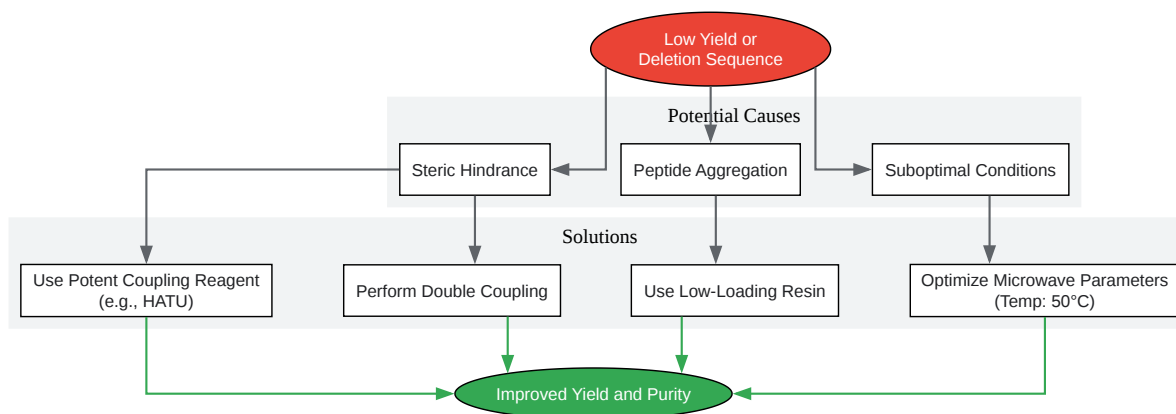 Low Yield or
Deletion Sequence
Potential Causes
Steric Hindrance
Peptide Aggregation
Suboptimal Conditions
Solutions
Use Potent Coupling Reagent
(e.g., HATU)
Perform Double Coupling
Use Low-Loading Resin
Optimize Microwave Parameters
(Temp: 50°C)
Improved Yield and Purity